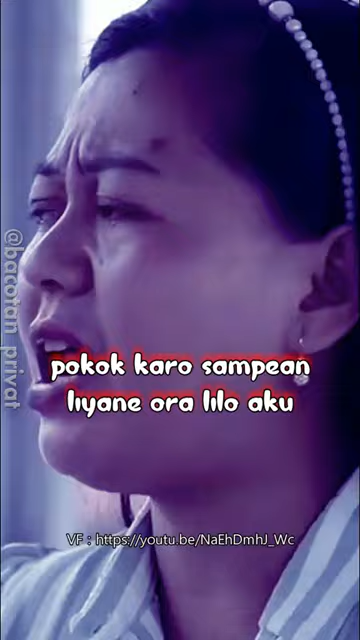 @bacotan_privat
pokok karo sampean
liyane ora lilo aku
VF : https://youtu.be/NaEhDmhJ_Wc